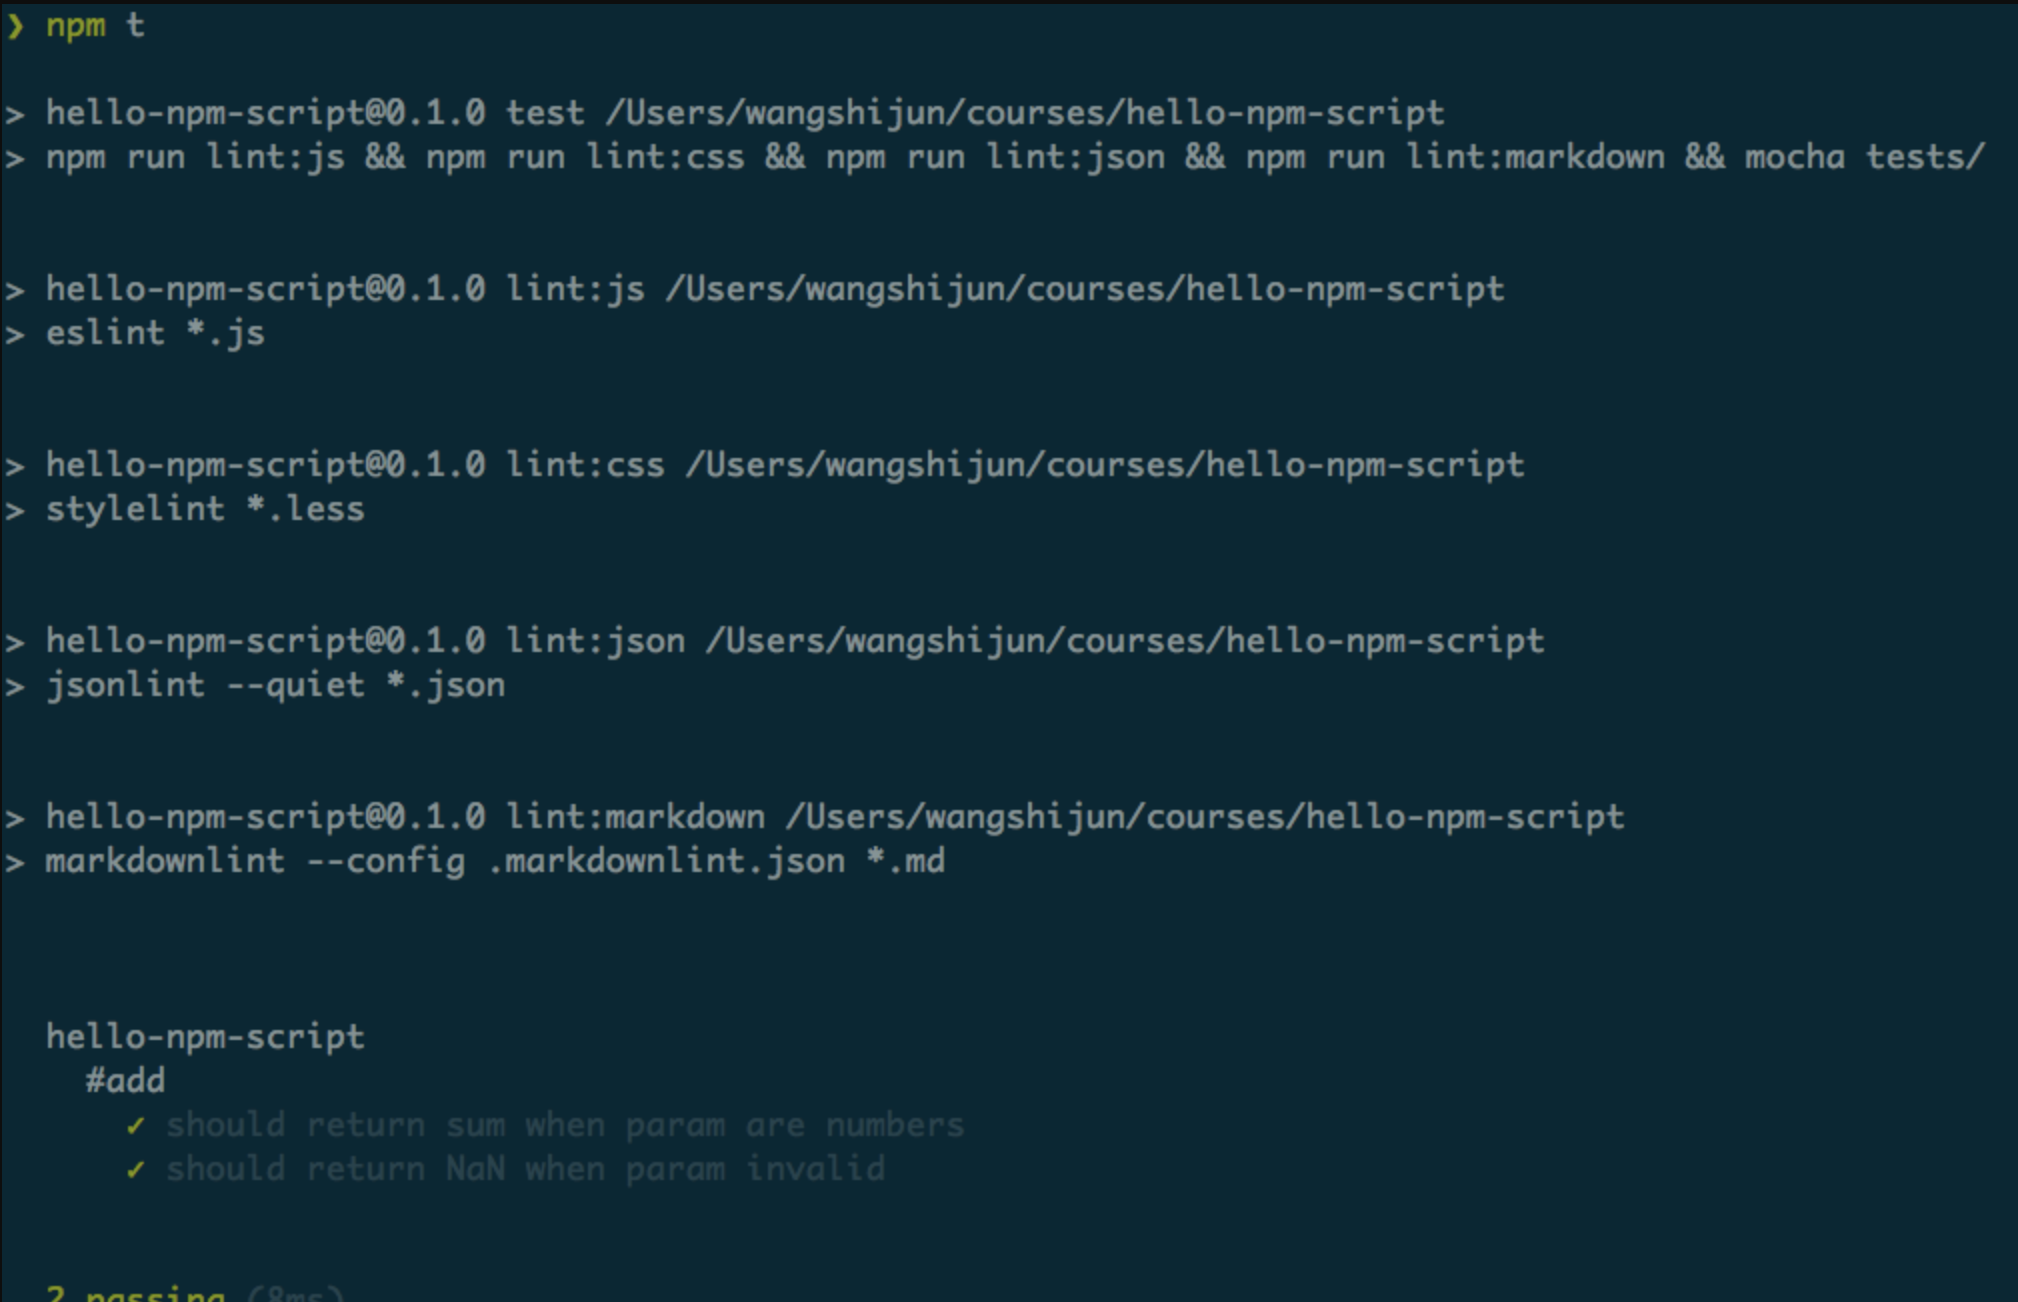 ❯ npm t
> hello-npm-script@0.1.0 test /Users/wangshijun/courses/hello-npm-script
> npm run lint:js && npm run lint:css && npm run lint:json && npm run lint:markdown && mocha tests/
> hello-npm-script@0.1.0 lint:js /Users/wangshijun/courses/hello-npm-script
> eslint *.js
> hello-npm-script@0.1.0 lint:css /Users/wangshijun/courses/hello-npm-script
> stylelint *.less
> hello-npm-script@0.1.0 lint:json /Users/wangshijun/courses/hello-npm-script
> jsonlint --quiet *.json
> hello-npm-script@0.1.0 lint:markdown /Users/wangshijun/courses/hello-npm-script
> markdownlint --config .markdownlint.json *.md
hello-npm-script
#add
✓ should return sum when param are numbers
✓ should return NaN when param invalid
2 passing (8ms)